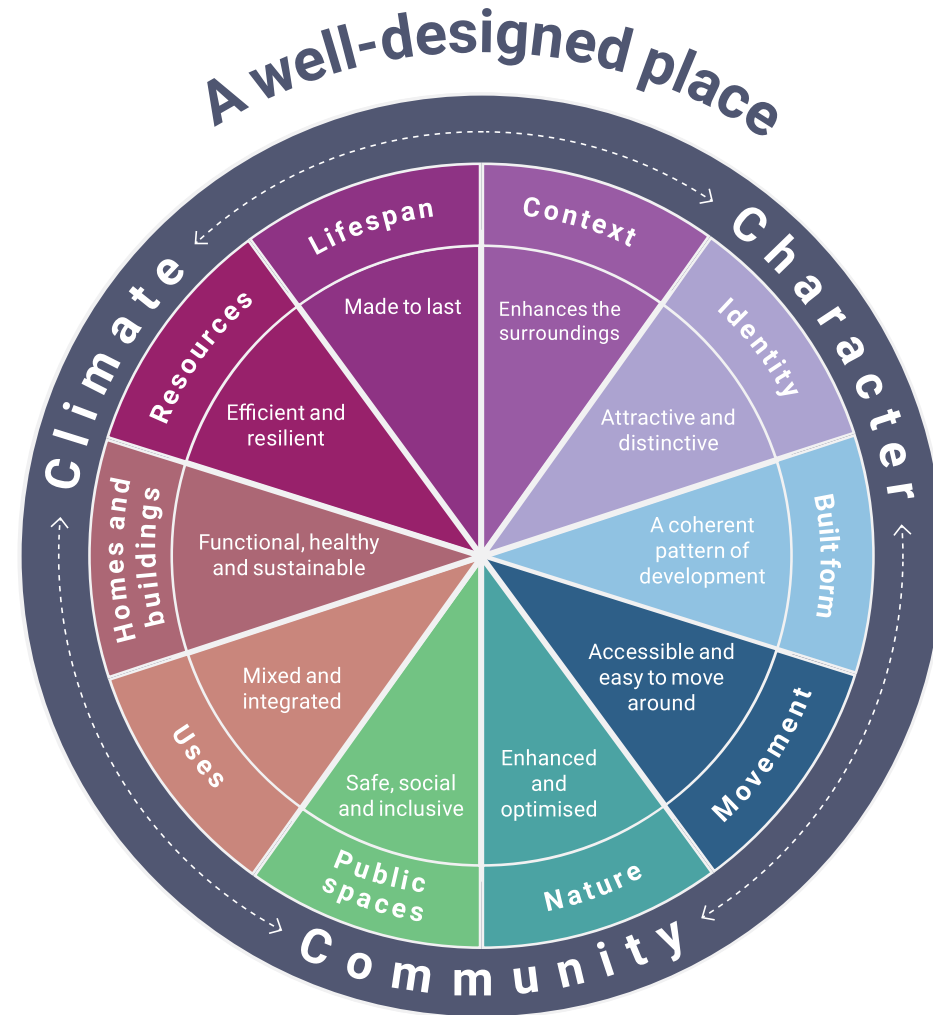 A well-designed place
Climate
Character
Community
Context
Enhances the
surroundings
Identity
Attractive and
distinctive
Built form
A coherent
pattern of
development
Movement
Accessible and
easy to move
around
Nature
Enhanced
and
optimised
Public
spaces
Safe, social
and inclusive
Uses
Mixed and
integrated
Homes and
buildings
Functional, healthy
and sustainable
Resources
Efficient and
resilient
Lifespan
Made to last